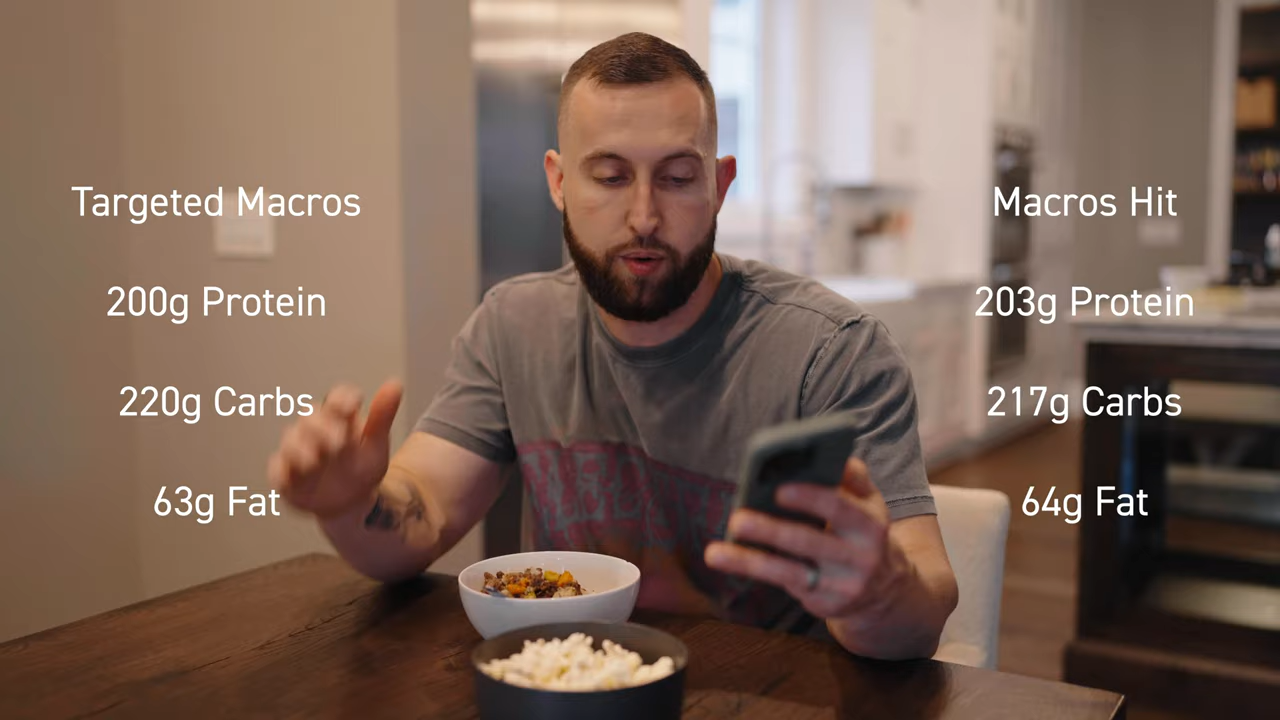 Targeted Macros
200g Protein
220g Carbs
63g Fat
Macros Hit
203g Protein
217g Carbs
64g Fat